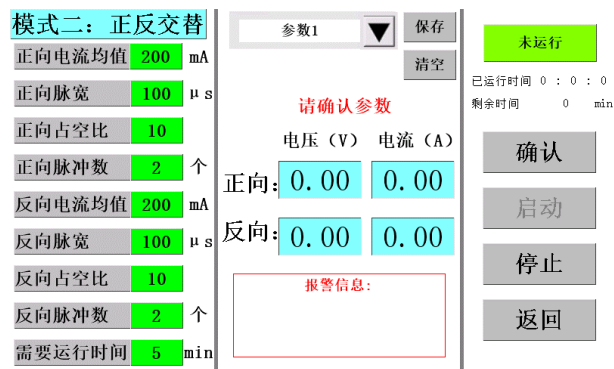 模式二: 正反交替
正向电流均值 200 mA
正向脉宽 100 μs
正向占空比 10
正向脉冲数 2 个
反向电流均值 200 mA
反向脉宽 100 μs
反向占空比 10
反向脉冲数 2 个
需要运行时间 5 min
参数1 ▼ 保存
清空
请确认参数
电压(V) 电流(A)
正向: 0.00 0.00
反向: 0.00 0.00
报警信息:
未运行
已运行时间 0 : 0 : 0
剩余时间 0 min
确认
启动
停止
返回